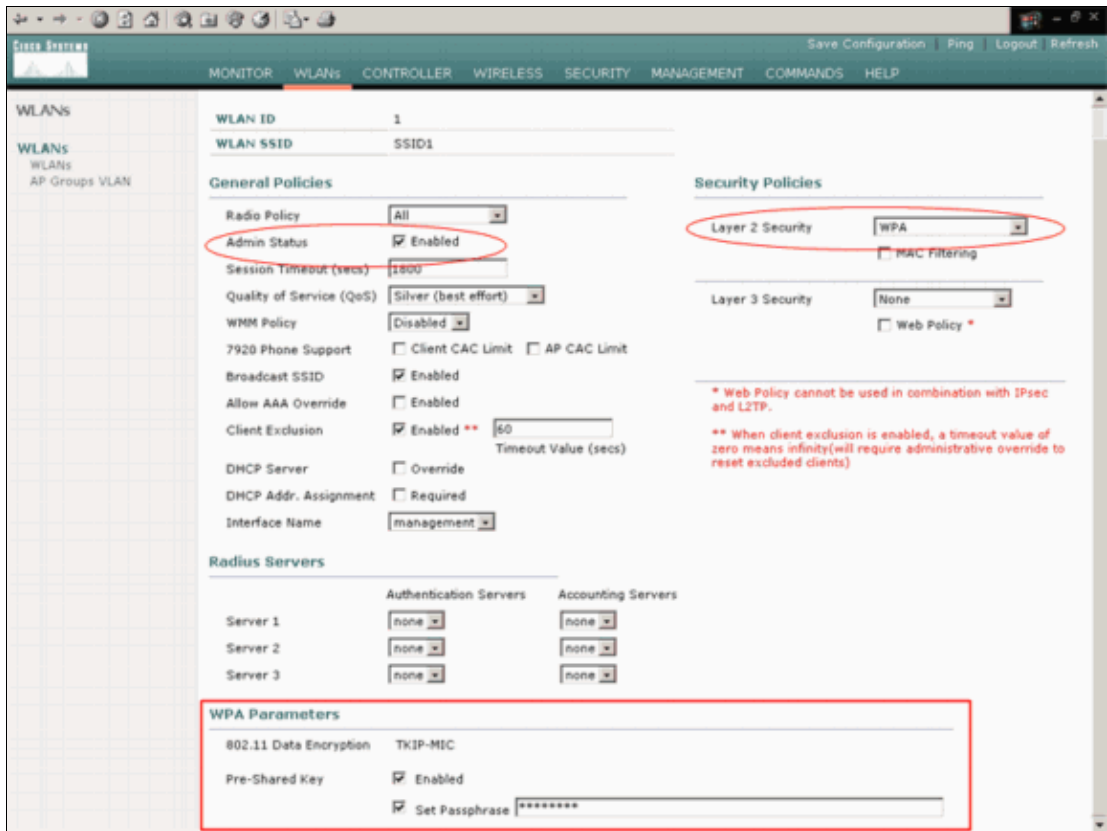 CISCO SYSTEMS
Save Configuration | Ping | Logout | Refresh
MONITOR WLANs CONTROLLER WIRELESS SECURITY MANAGEMENT COMMANDS HELP
WLANs
WLANs
WLANs
AP Groups VLAN
WLAN ID 1
WLAN SSID SSID1
General Policies
Radio Policy All
Admin Status Enabled
Session Timeout (secs) 1800
Quality of Service (QoS) Silver (best effort)
WMM Policy Disabled
7920 Phone Support Client CAC Limit AP CAC Limit
Broadcast SSID Enabled
Allow AAA Override Enabled
Client Exclusion Enabled ** 60
Timeout Value (secs)
DHCP Server Override
DHCP Addr. Assignment Required
Interface Name management
Security Policies
Layer 2 Security WPA
MAC Filtering
Layer 3 Security None
Web Policy *
* Web Policy cannot be used in combination with IPsec
and L2TP.
** When client exclusion is enabled, a timeout value of
zero means infinity(will require administrative override to
reset excluded clients)
Radius Servers
Authentication Servers Accounting Servers
Server 1 none none
Server 2 none none
Server 3 none none
WPA Parameters
802.11 Data Encryption TKIP-MIC
Pre-Shared Key Enabled
Set Passphrase ********